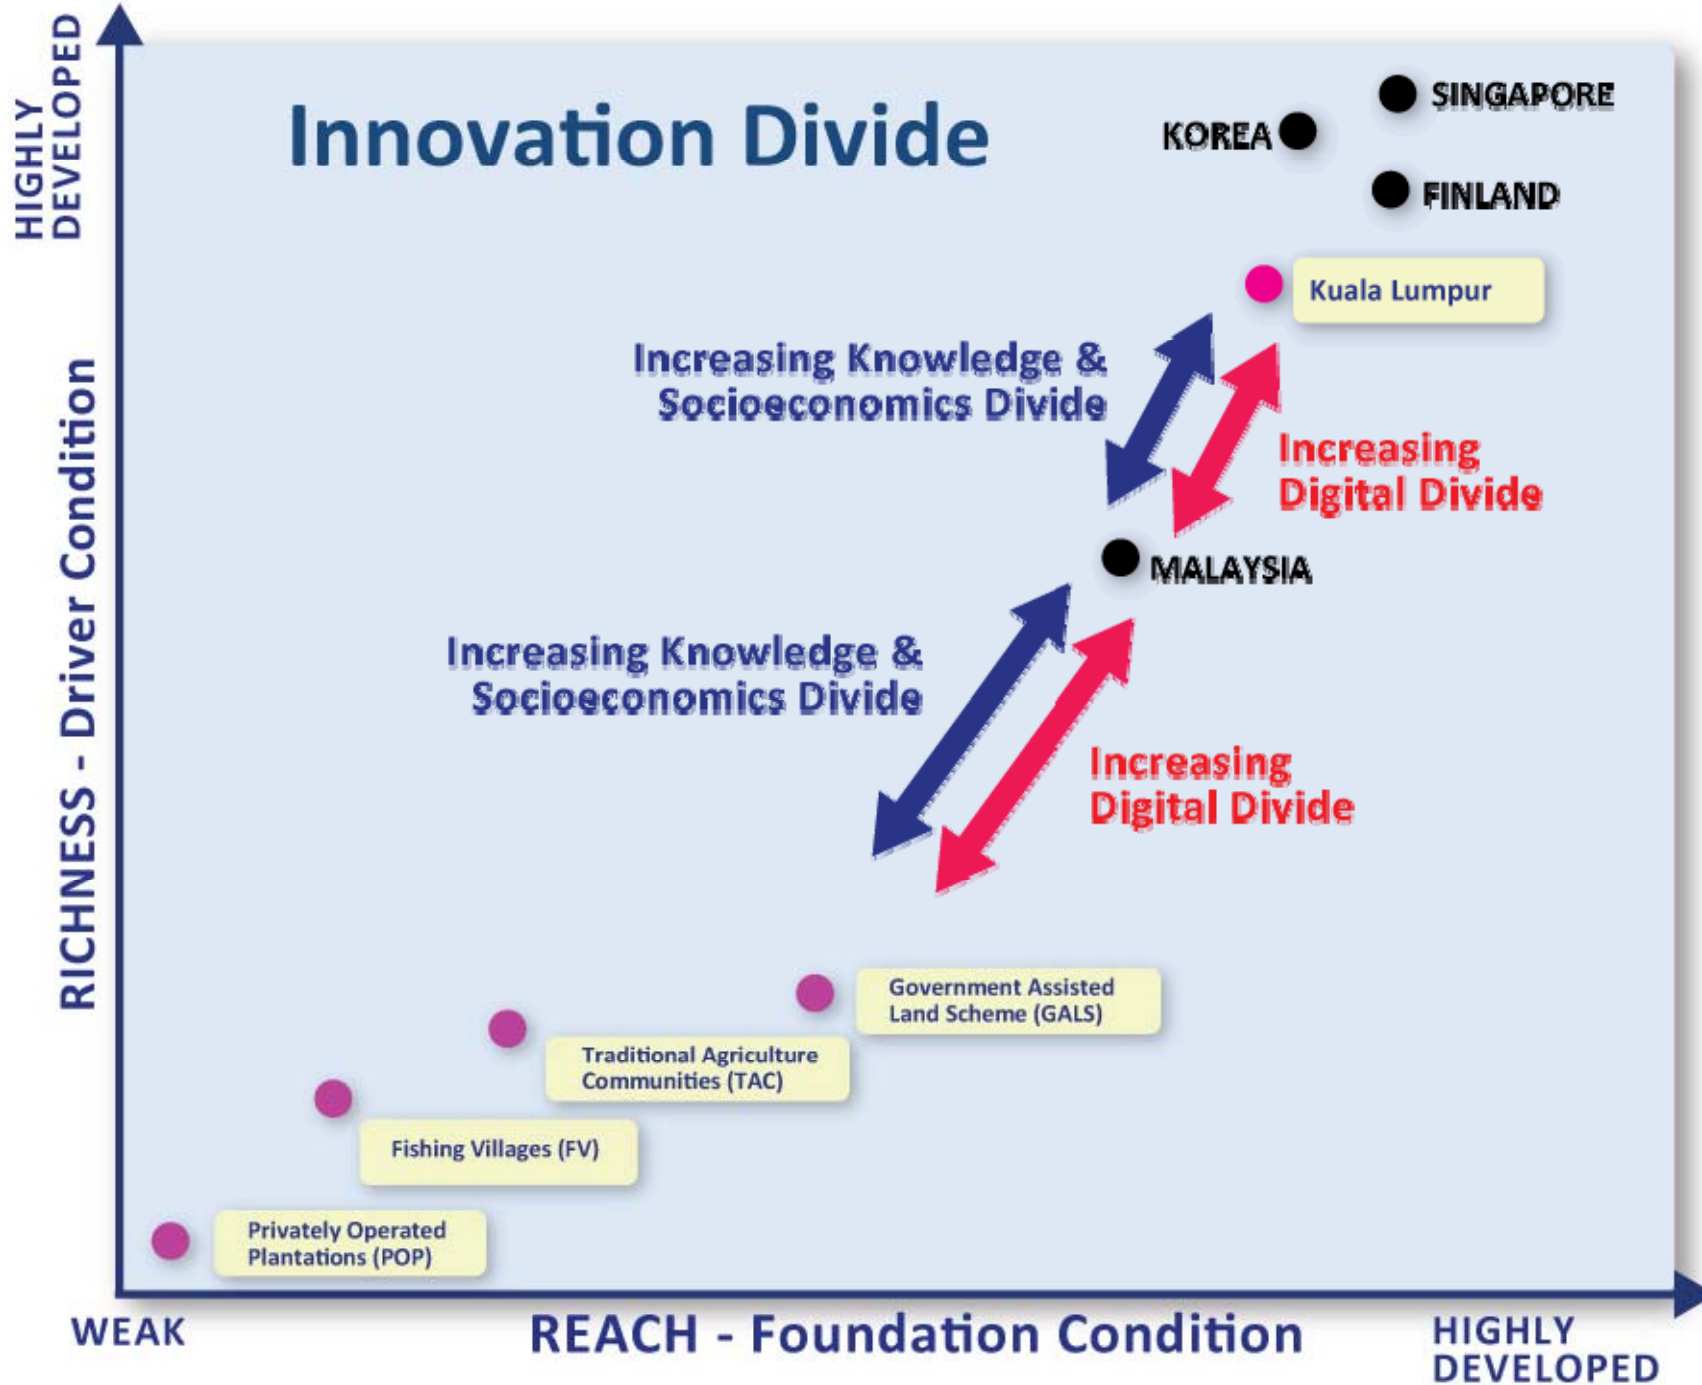 HIGHLY
DEVELOPED
Innovation Divide
SINGAPORE
KOREA
FINLAND
Kuala Lumpur
Increasing Knowledge &
Socioeconomics Divide
Increasing
Digital Divide
MALAYSIA
Increasing Knowledge &
Socioeconomics Divide
Increasing
Digital Divide
RICHNESS - Driver Condition
Government Assisted
Land Scheme (GALS)
Traditional Agriculture
Communities (TAC)
Fishing Villages (FV)
Privately Operated
Plantations (POP)
WEAK
REACH - Foundation Condition
HIGHLY
DEVELOPED